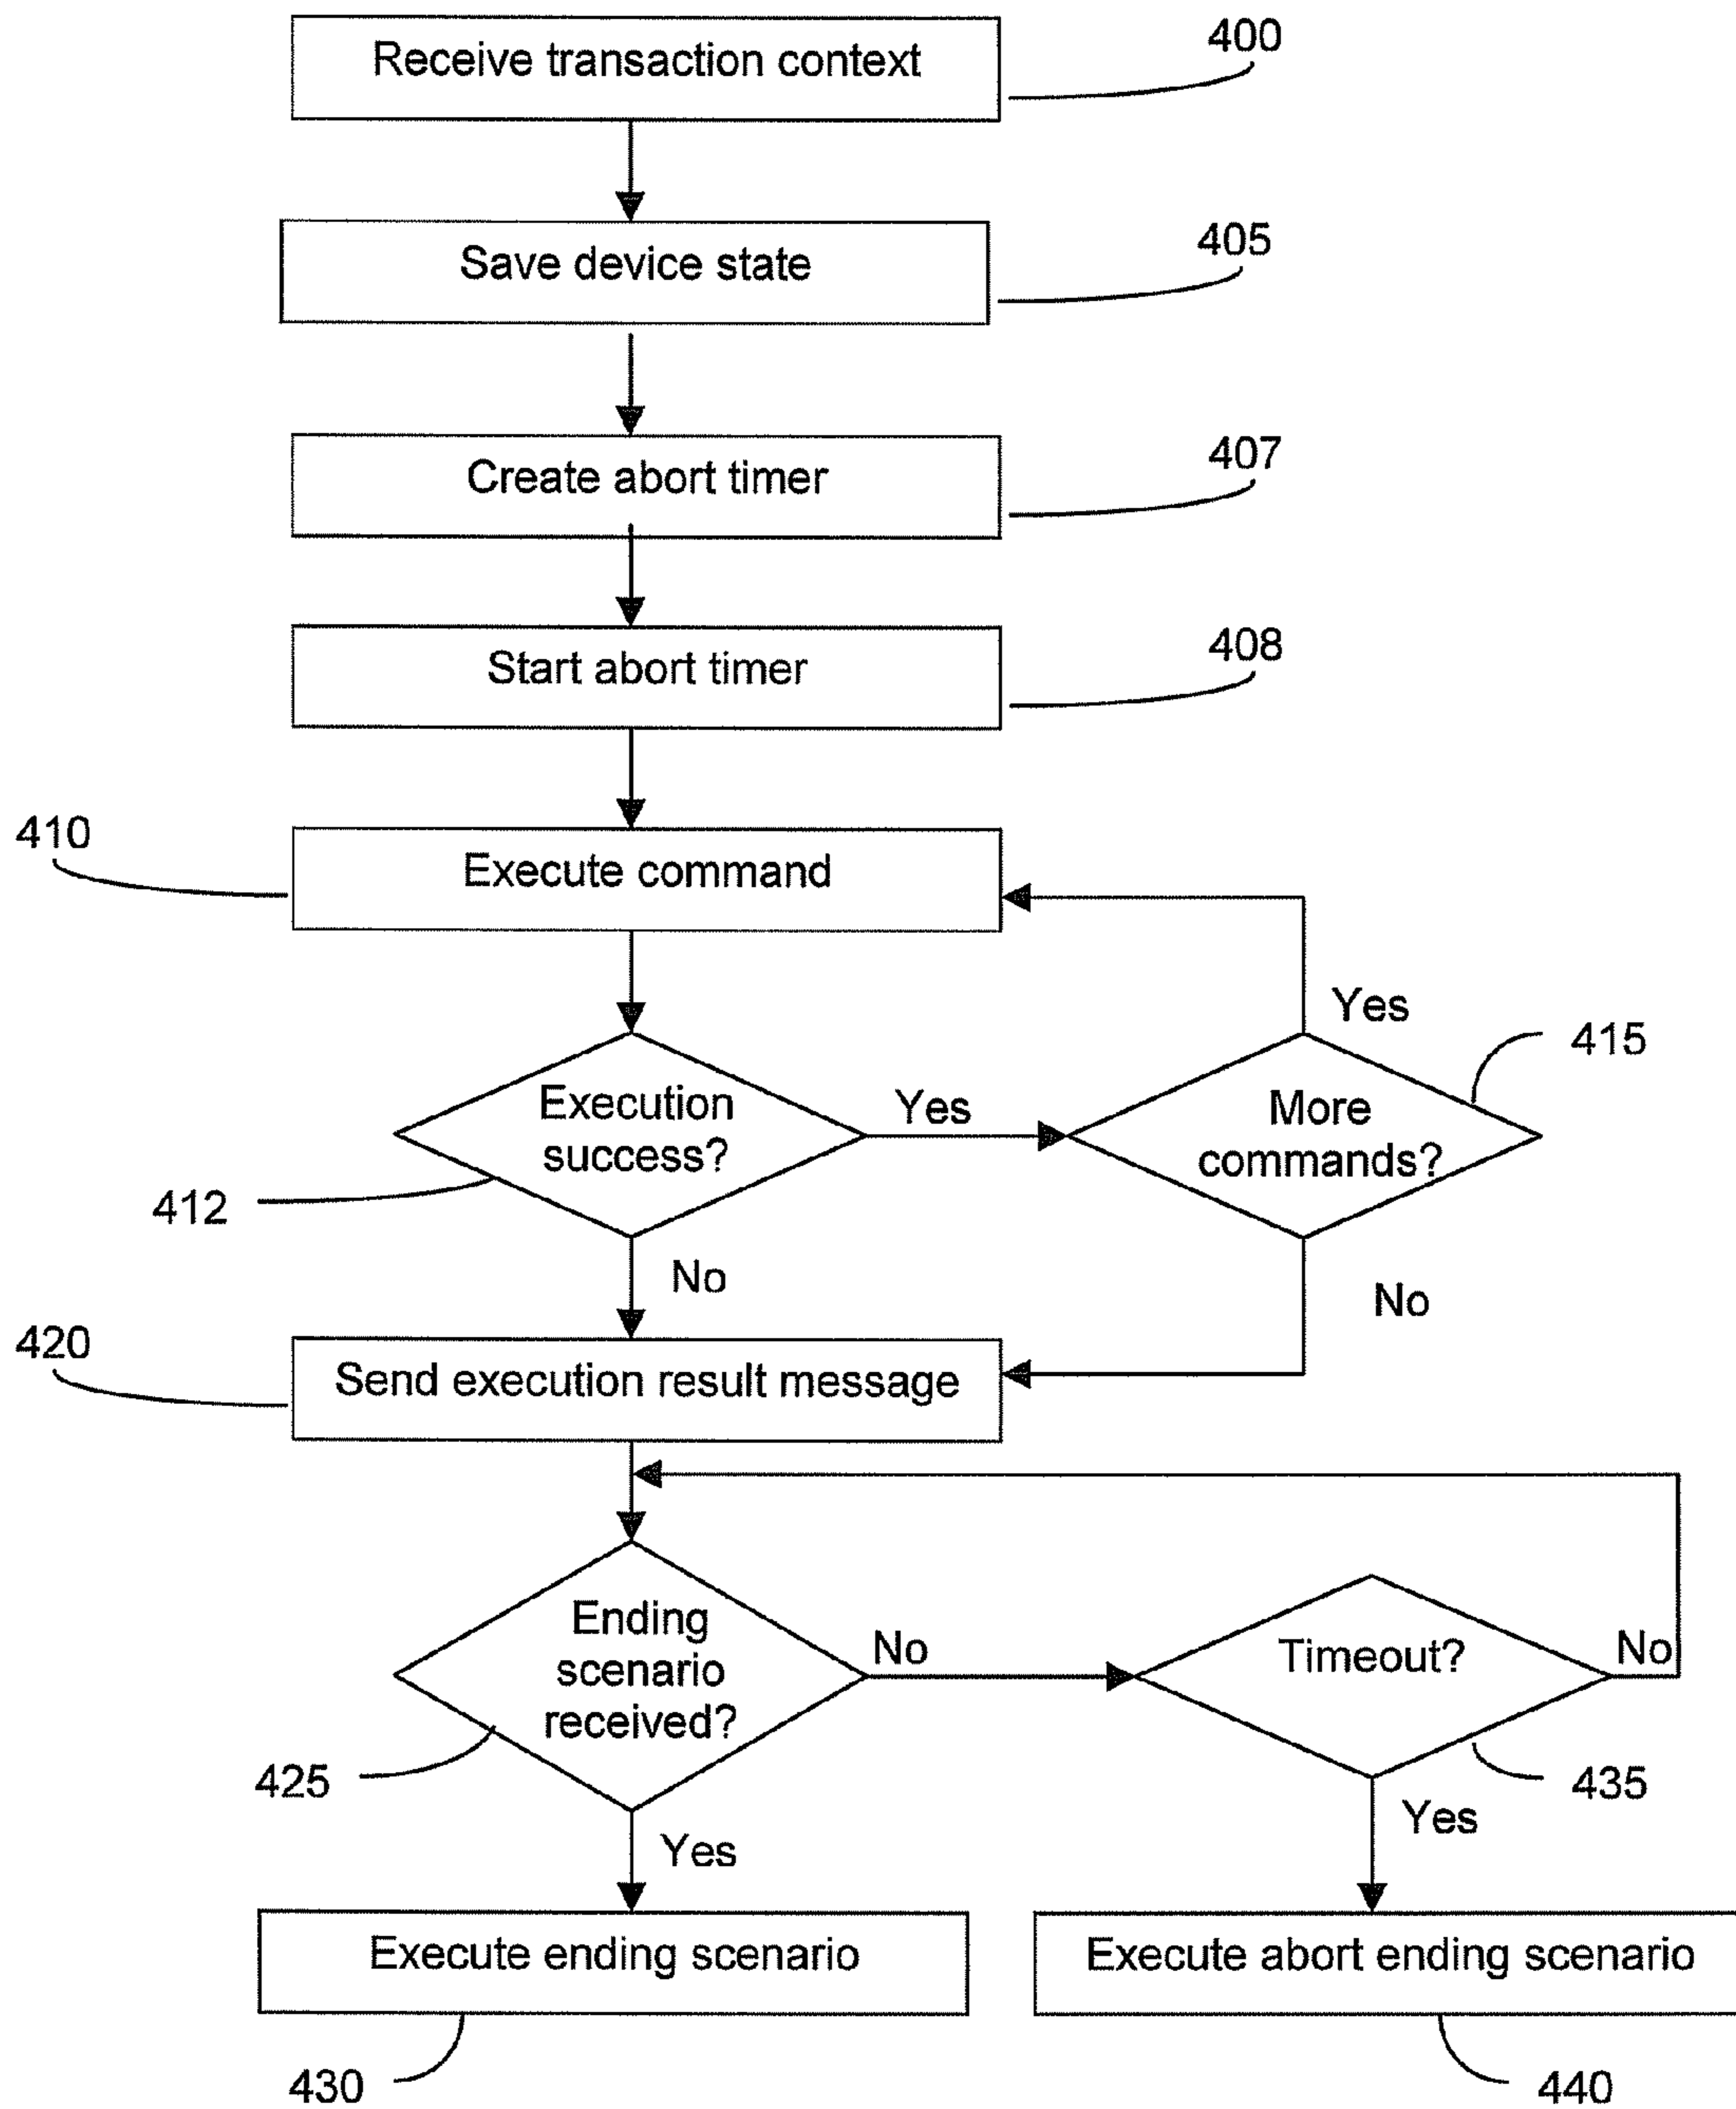 Receive transaction context
400
Save device state
405
Create abort timer
407
Start abort timer
408
410
Execute command
Yes
415
Execution
success?
Yes
More
commands?
412
No
No
420
Send execution result message
Ending
scenario
received?
No
Timeout?
No
425
435
Yes
Yes
Execute ending scenario
Execute abort ending scenario
430
440